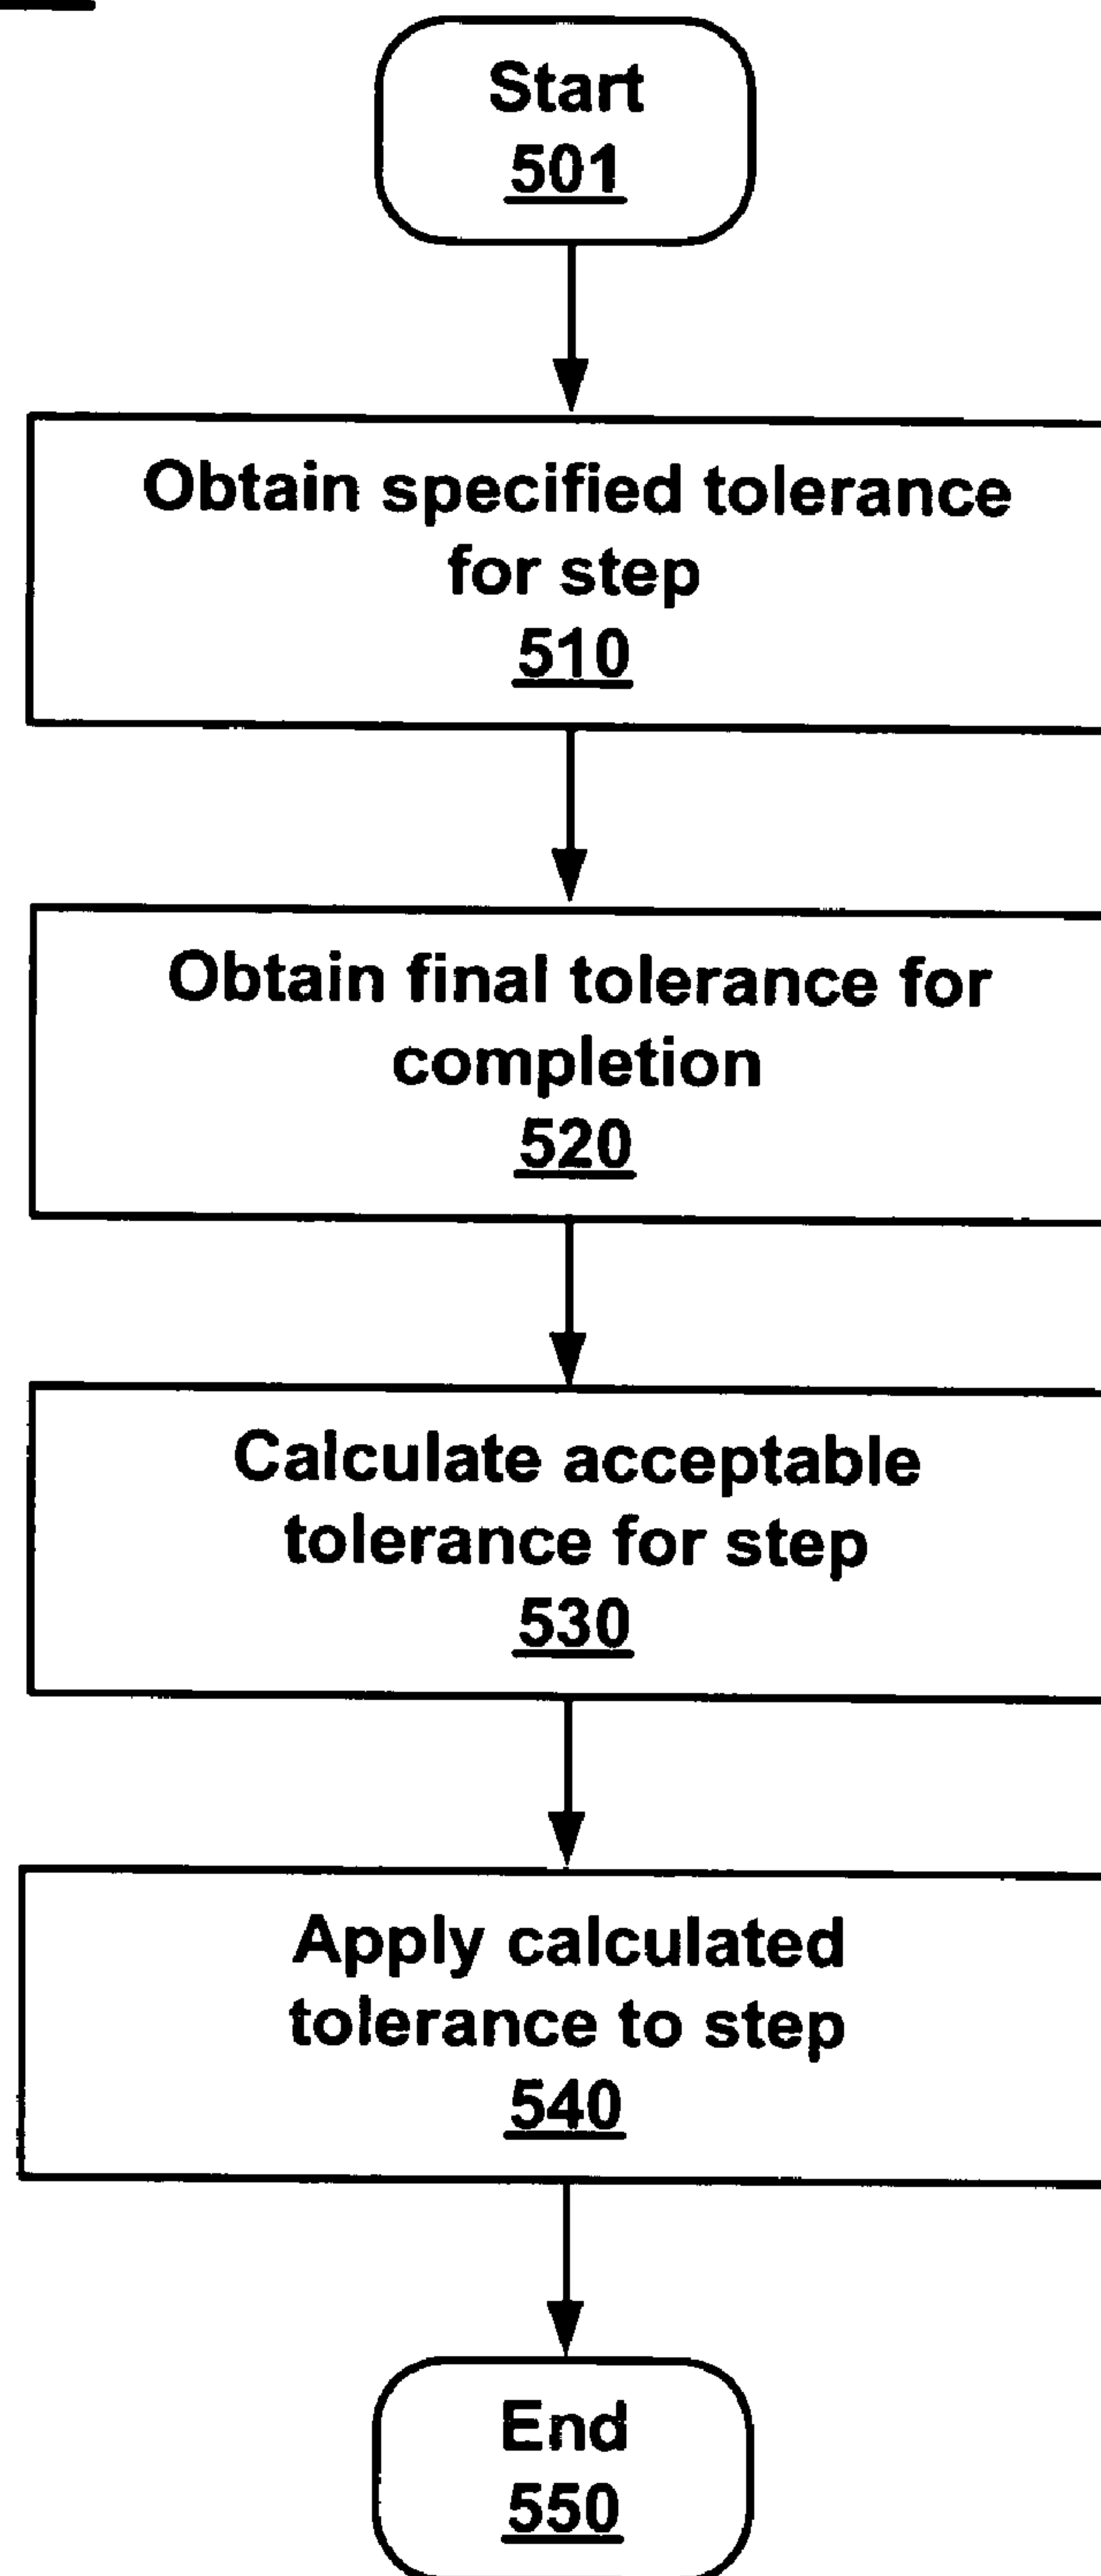 Start
501
Obtain specified tolerance
for step
510
Obtain final tolerance for
completion
520
Calculate acceptable
tolerance for step
530
Apply calculated
tolerance to step
540
End
550